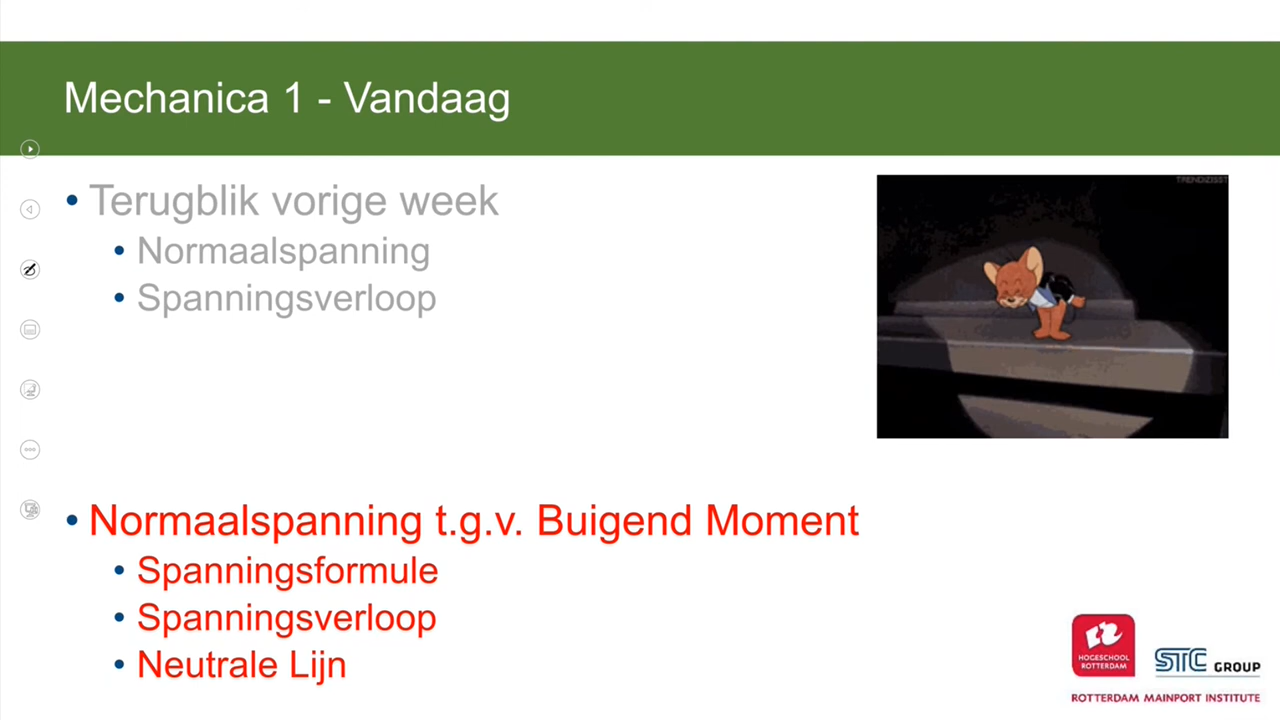 Mechanica 1 - Vandaag
Terugblik vorige week
Normaalspanning
Spanningsverloop
TRENDIZISST
Normaalspanning t.g.v. Buigend Moment
Spanningsformule
Spanningsverloop
Neutrale Lijn
HOGESCHOOL
ROTTERDAM
STC GROUP
ROTTERDAM MAINPORT INSTITUTE